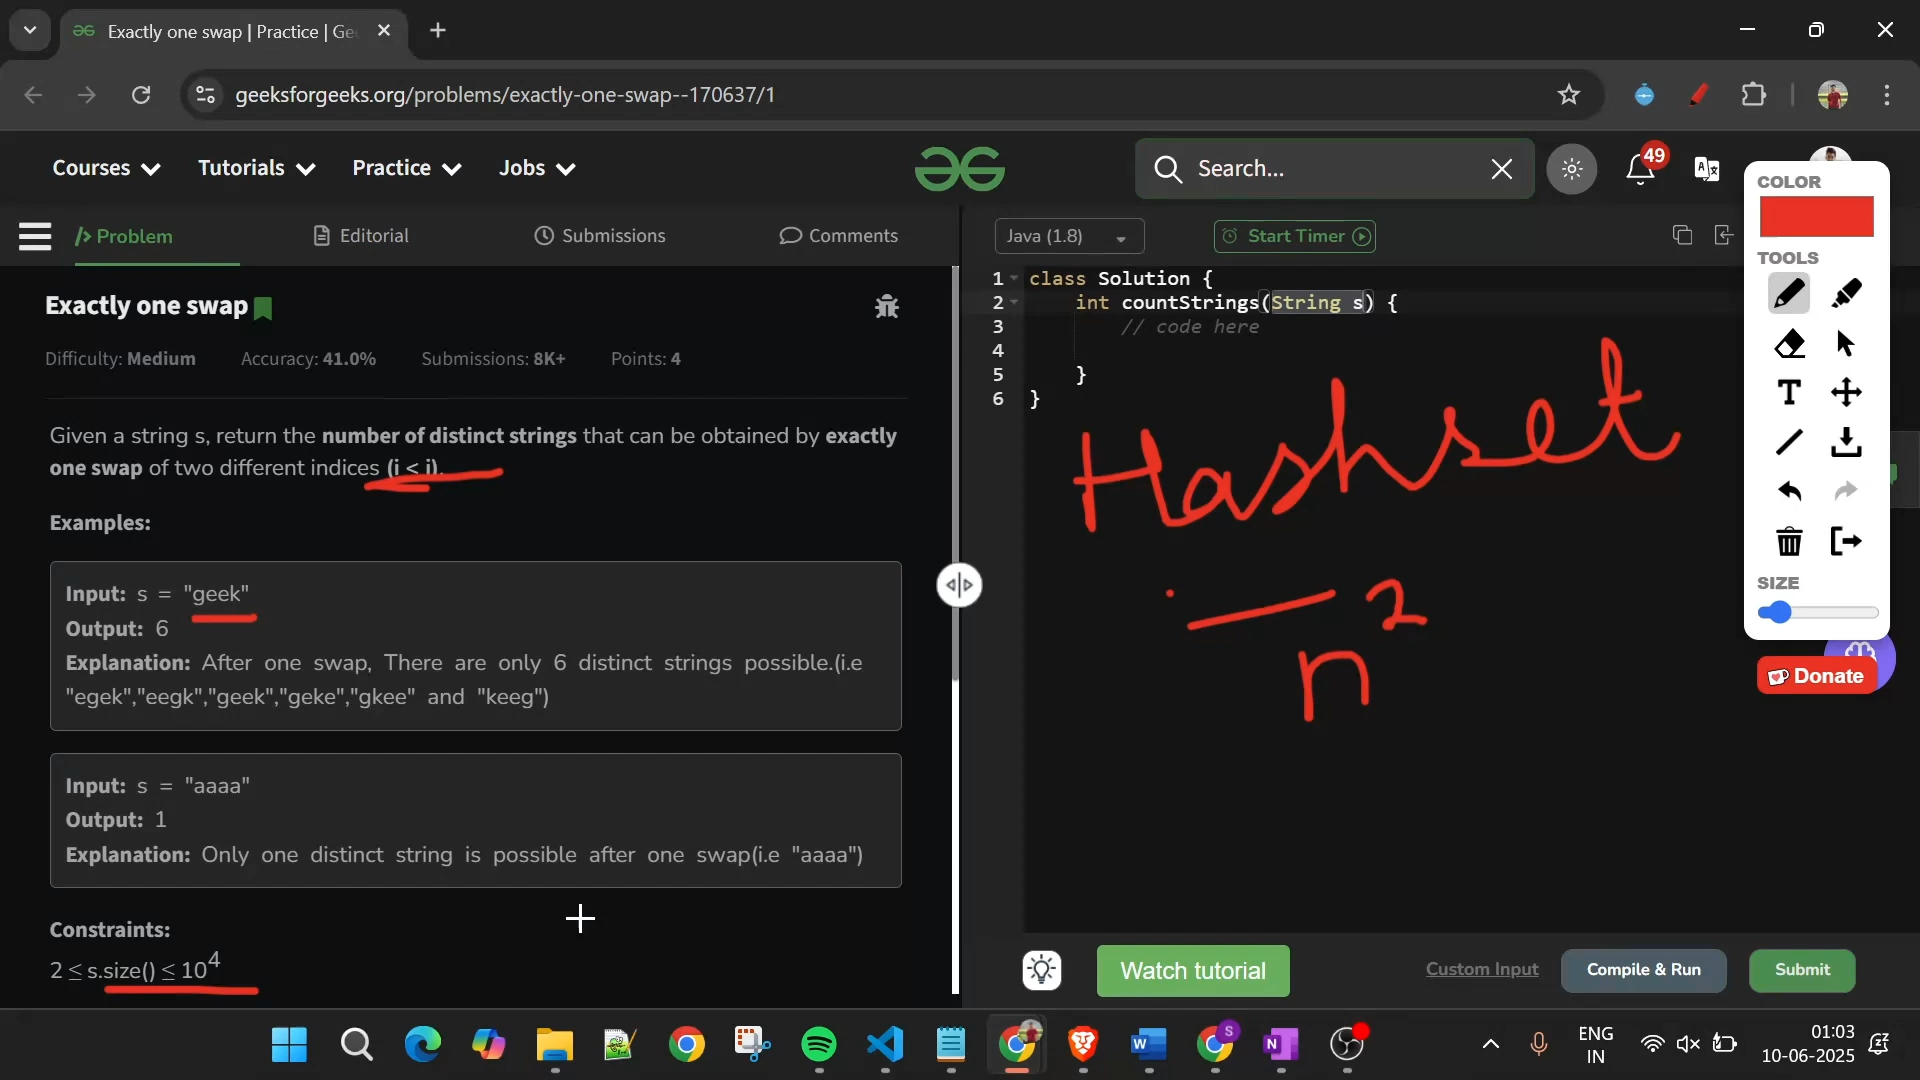 Exactly one swap | Practice | Ge
geeksforgeeks.org/problems/exactly-one-swap--170637/1
Courses Tutorials Practice Jobs
Search...
49
Problem Editorial Submissions Comments
Java (1.8) Start Timer
Exactly one swap
Difficulty: Medium Accuracy: 41.0% Submissions: 8K+ Points: 4
Given a string s, return the number of distinct strings that can be obtained by exactly
one swap of two different indices (i < j).
Examples:
Input: s = "geek"
Output: 6
Explanation: After one swap, There are only 6 distinct strings possible.(i.e
"egek","eegk","geek","geke","gkee" and "keeg")
Input: s = "aaaa"
Output: 1
Explanation: Only one distinct string is possible after one swap(i.e "aaaa")
Constraints:
2 ≤ s.size() ≤ 10^4
1 class Solution {
2 int countStrings(String s) {
3 // code here
4
5 }
6 }
Hashset
n^2
COLOR
TOOLS
T
SIZE
Donate
Watch tutorial Custom Input Compile & Run Submit
W S N
ENG
IN
01:03
10-06-2025